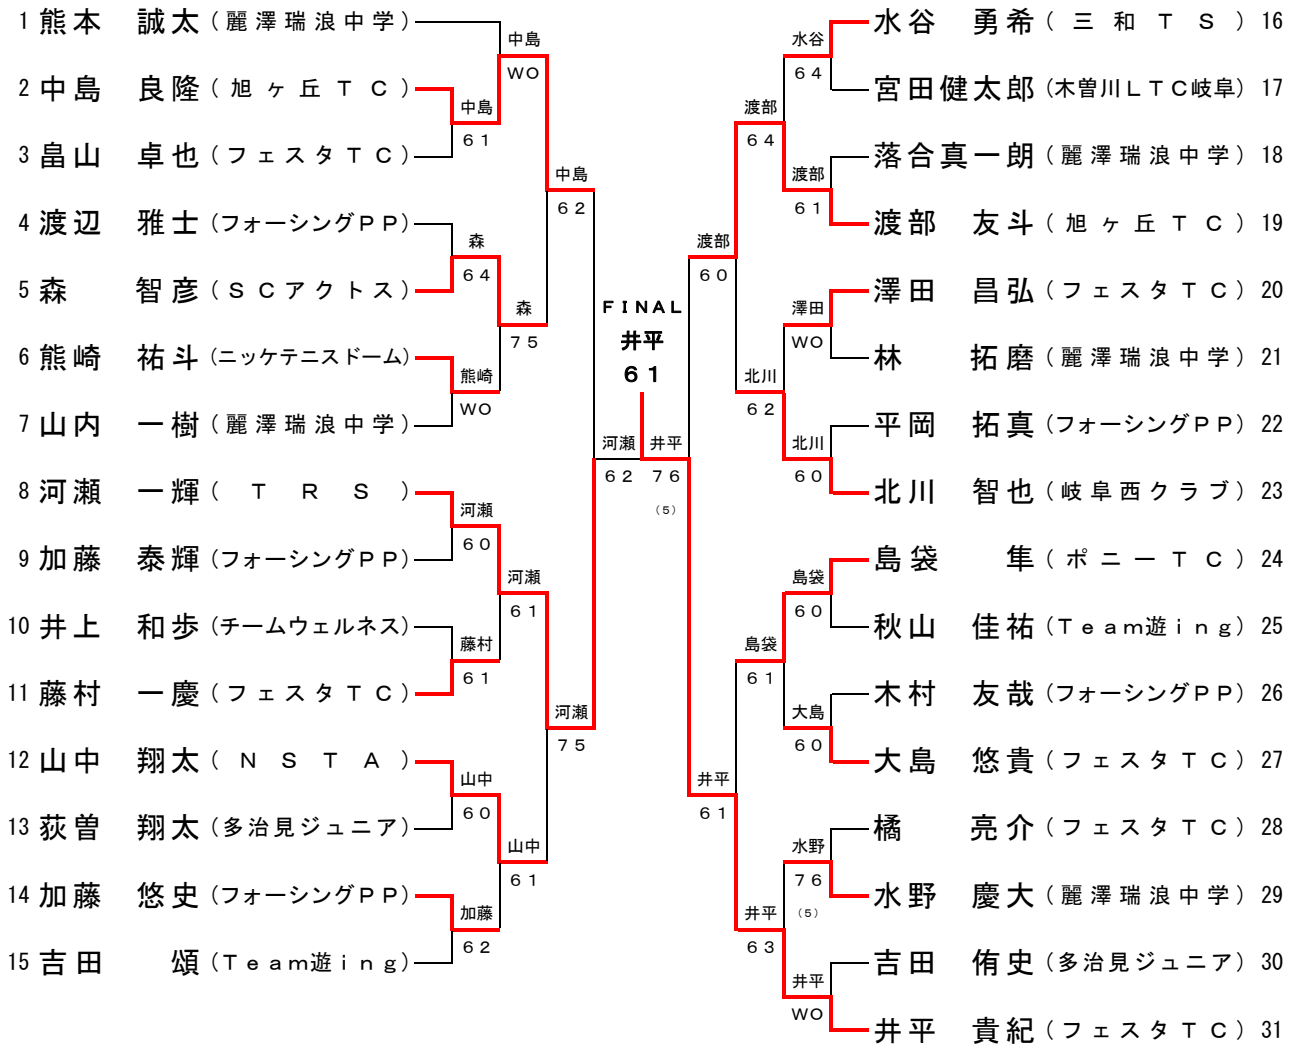 1 熊本 誠太 (麗澤瑞浪中学)
2 中島 良隆 (旭ヶ丘TC)
3 畠山 卓也 (フェスタTC)
4 渡辺 雅士 (フォーシングPP)
5 森 智彦 (SCアクトス)
6 熊崎 祐斗 (ニッケテニスドーム)
7 山内 一樹 (麗澤瑞浪中学)
8 河瀬 一輝 (TRS)
9 加藤 泰輝 (フォーシングPP)
10 井上 和歩 (チームウェルネス)
11 藤村 一慶 (フェスタTC)
12 山中 翔太 (NSTA)
13 荻曽 翔太 (多治見ジュニア)
14 加藤 悠史 (フォーシングPP)
15 吉田 頌 (Team遊ing)
中島
61
森
64
熊崎
WO
河瀬
60
藤村
61
山中
60
加藤
62
中島
WO
森
75
河瀬
61
山中
61
中島
62
河瀬
75
河瀬
62
FINAL
井平
61
井平
76
(5)
渡部
60
井平
61
渡部
64
北川
62
島袋
61
井平
63
水谷
64
渡部
61
澤田
WO
北川
60
島袋
60
大島
60
水野
76
(5)
井平
WO
水谷 勇希 (三和TS) 16
宮田健太郎 (木曽川LTC岐阜) 17
落合真一朗 (麗澤瑞浪中学) 18
渡部 友斗 (旭ヶ丘TC) 19
澤田 昌弘 (フェスタTC) 20
林 拓磨 (麗澤瑞浪中学) 21
平岡 拓真 (フォーシングPP) 22
北川 智也 (岐阜西クラブ) 23
島袋 隼 (ポニーTC) 24
秋山 佳祐 (Team遊ing) 25
木村 友哉 (フォーシングPP) 26
大島 悠貴 (フェスタTC) 27
橘 亮介 (フェスタTC) 28
水野 慶大 (麗澤瑞浪中学) 29
吉田 侑史 (多治見ジュニア) 30
井平 貴紀 (フェスタTC) 31